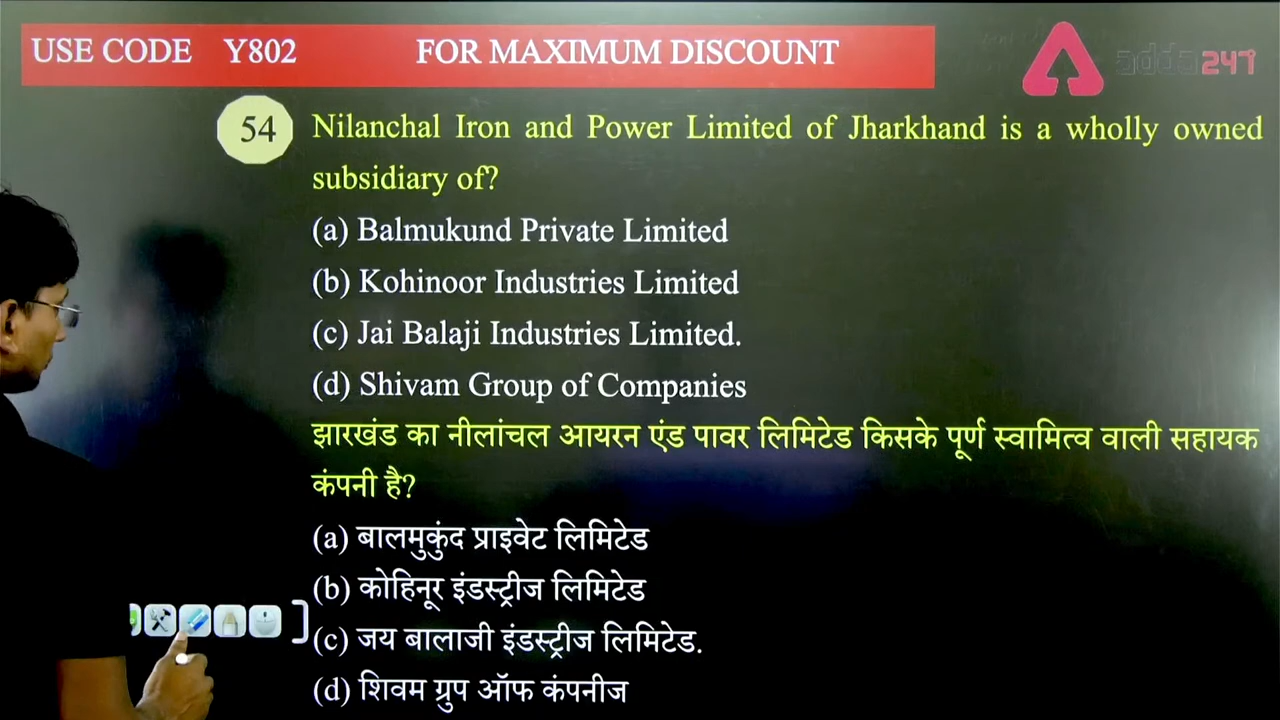 USE CODE Y802 FOR MAXIMUM DISCOUNT
adda247
54 Nilanchal Iron and Power Limited of Jharkhand is a wholly owned
subsidiary of?
(a) Balmukund Private Limited
(b) Kohinoor Industries Limited
(c) Jai Balaji Industries Limited.
(d) Shivam Group of Companies
झारखंड का नीलांचल आयरन एंड पावर लिमिटेड किसके पूर्ण स्वामित्व वाली सहायक
कंपनी है?
(a) बालमुकुंद प्राइवेट लिमिटेड
(b) कोहिनूर इंडस्ट्रीज लिमिटेड
(c) जय बालाजी इंडस्ट्रीज लिमिटेड.
(d) शिवम ग्रुप ऑफ कंपनीज